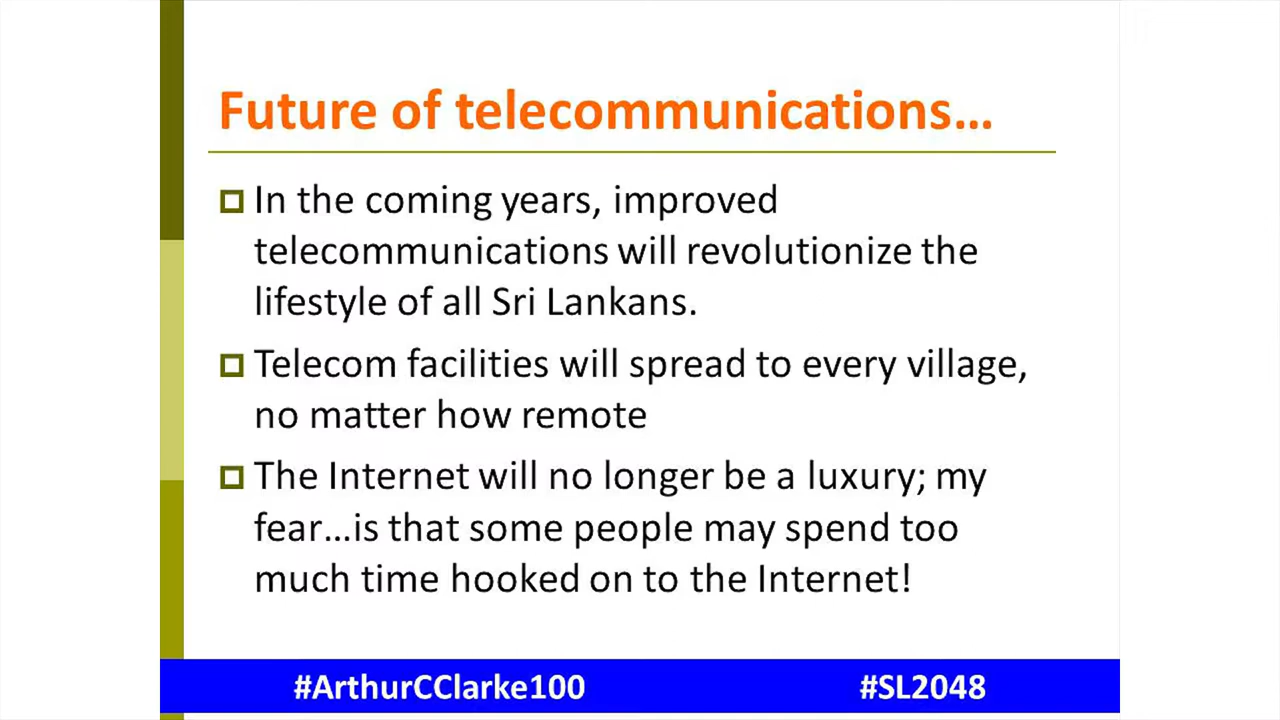 Future of telecommunications…
In the coming years, improved
telecommunications will revolutionize the
lifestyle of all Sri Lankans.
Telecom facilities will spread to every village,
no matter how remote
The Internet will no longer be a luxury; my
fear…is that some people may spend too
much time hooked on to the Internet!
#ArthurCClarke100 #SL2048